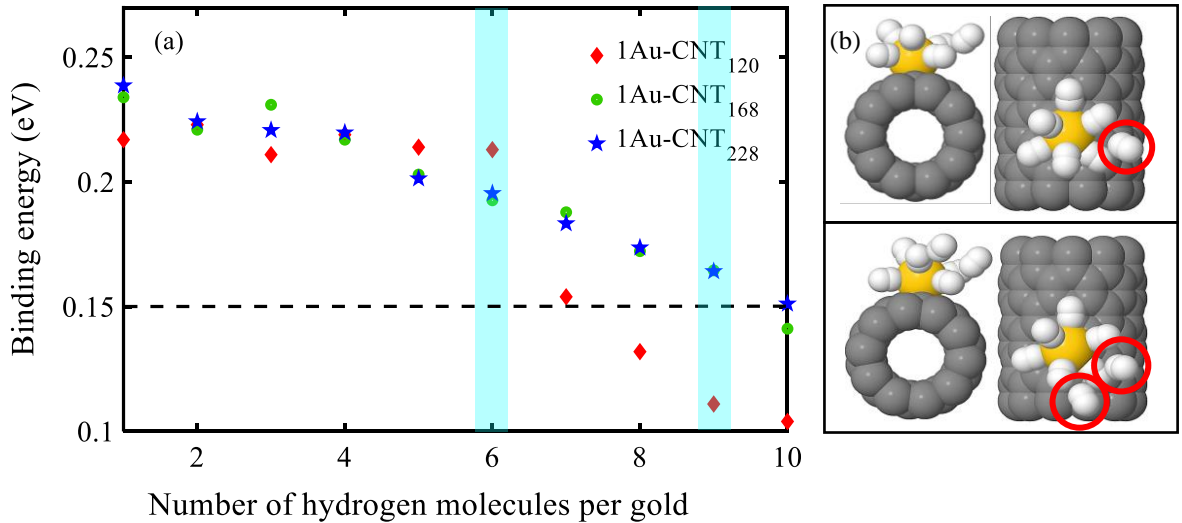 (a)
1Au-CNT120
1Au-CNT168
1Au-CNT228
0.25
0.2
0.15
0.1
Binding energy (eV)
2 4 6 8 10
Number of hydrogen molecules per gold
(b)